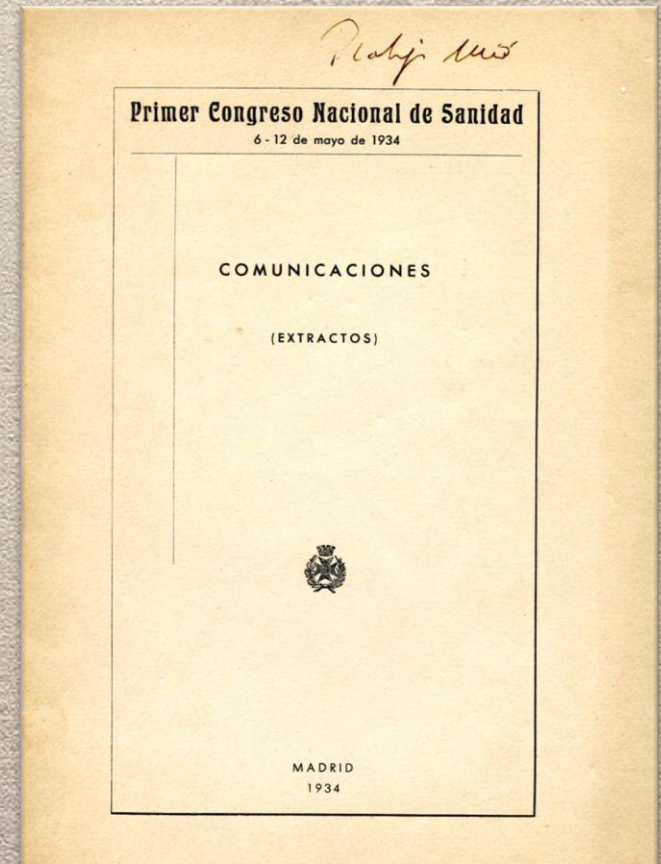 Primer Congreso Nacional de Sanidad
6 - 12 de mayo de 1934
COMUNICACIONES
(EXTRACTOS)
MADRID
1934